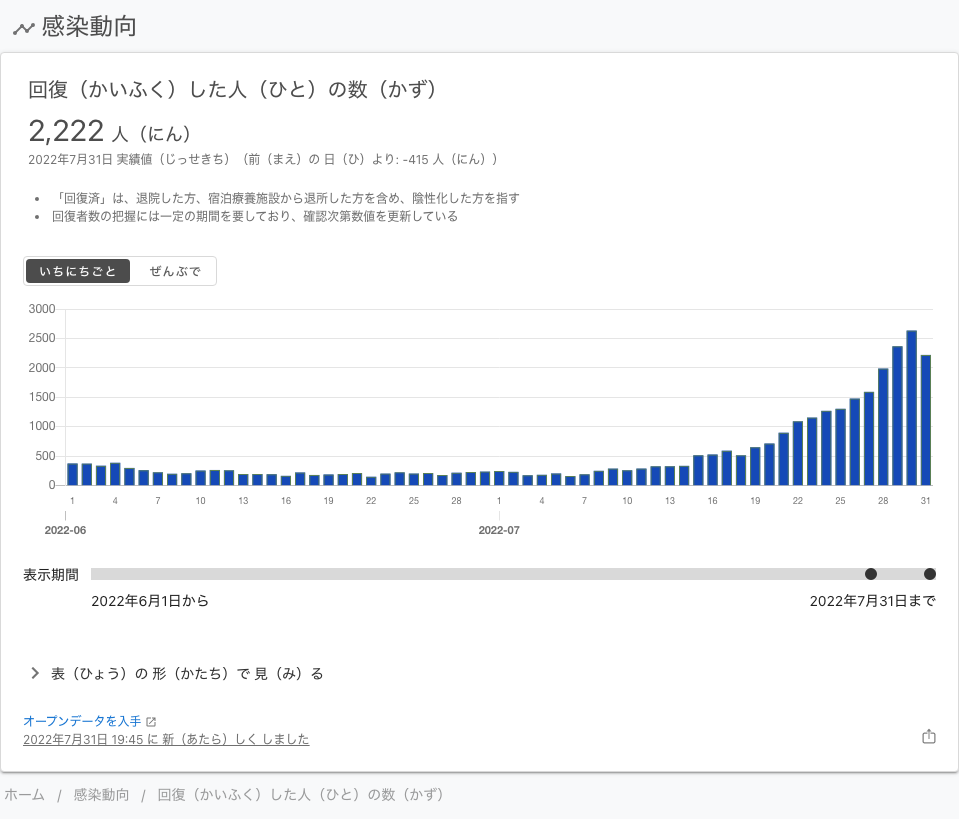 感染動向
回復（かいふく）した人（ひと）の数（かず）
2,222 人（にん）
2022年7月31日 実績値（じっせきち）（前（まえ）の 日（ひ）より: -415 人（にん））
• 「回復済」は、退院した方、宿泊療養施設から退所した方を含め、陰性化した方を指す
• 回復者数の把握には一定の期間を要しており、確認次第数値を更新している
いちにちごと ぜんぶで
3000
2500
2000
1500
1000
500
0
1 4 7 10 13 16 19 22 25 28 1 4 7 10 13 16 19 22 25 28 31
2022-06 2022-07
表示期間
2022年6月1日から 2022年7月31日まで
表（ひょう）の 形（かたち）で 見（み）る
オープンデータを入手
2022年7月31日 19:45 に 新（あたら）しく しました
ホーム / 感染動向 / 回復（かいふく）した人（ひと）の数（かず）